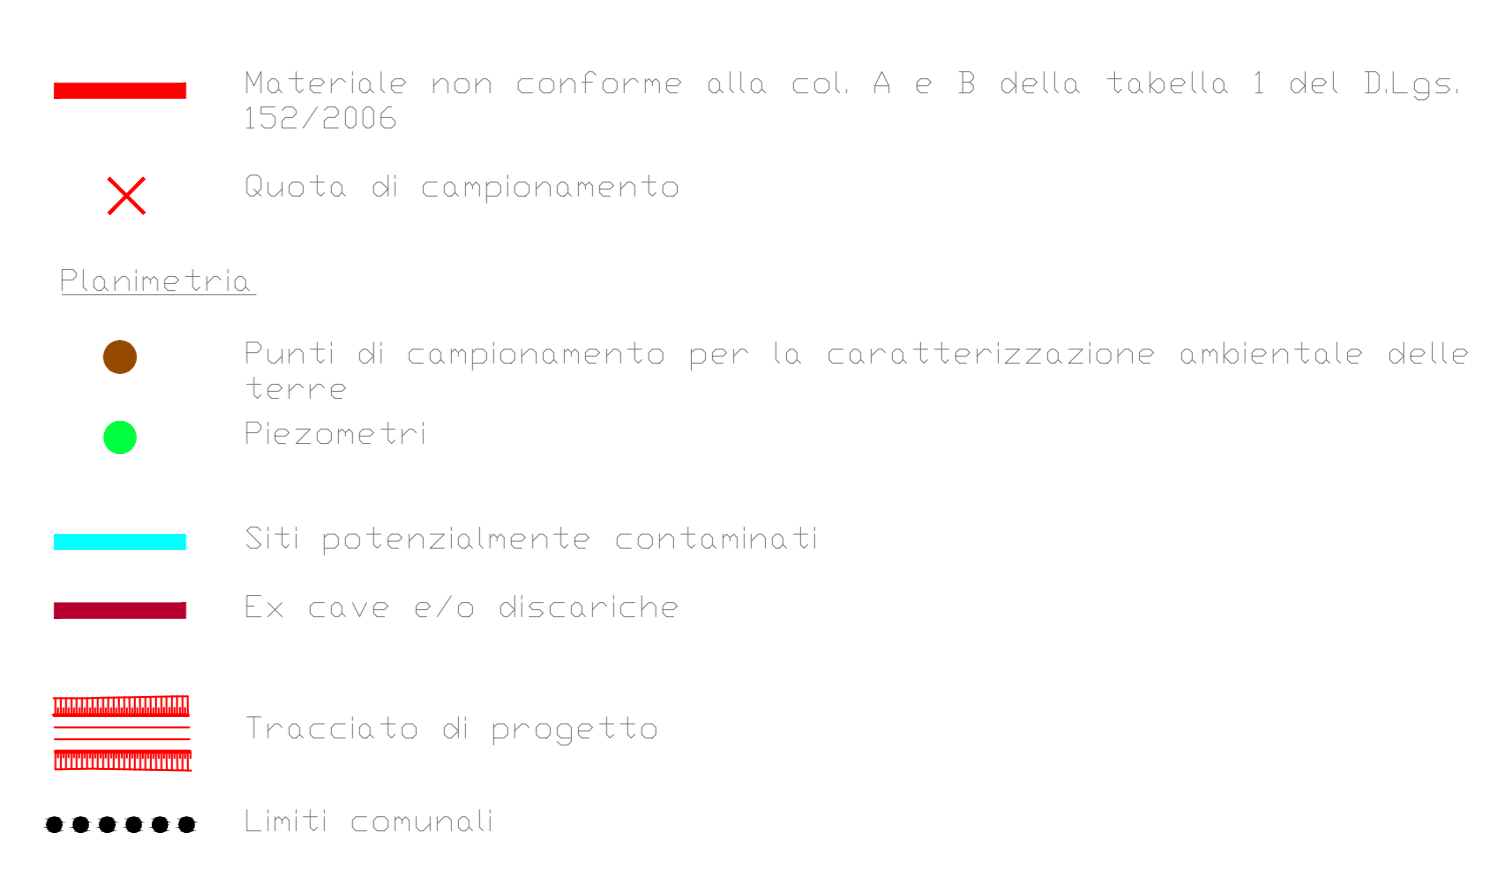 Materiale non conforme alla col. A e B della tabella 1 del D.Lgs.
152/2006
Quota di campionamento
Planimetria
Punti di campionamento per la caratterizzazione ambientale delle
terre
Piezometri
Siti potenzialmente contaminati
Ex cave e/o discariche
Tracciato di progetto
Limiti comunali